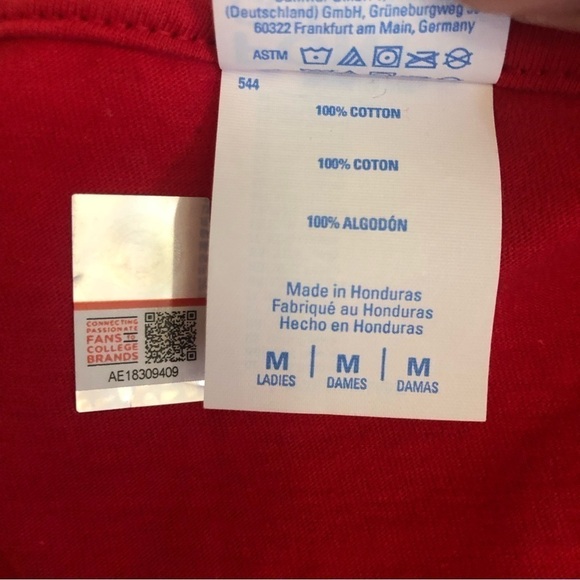 (Deutschland) GmbH, Grüneburgweg
60322 Frankfurt am Main, Germany
ASTM
544
100% COTTON
100% COTON
100% ALGODÓN
Made in Honduras
Fabriqué au Honduras
Hecho en Honduras
M | M | M
LADIES DAMES DAMAS
CONNECTING
PASSIONATE
FANS TO
COLLEGE
BRANDS
AE18309409